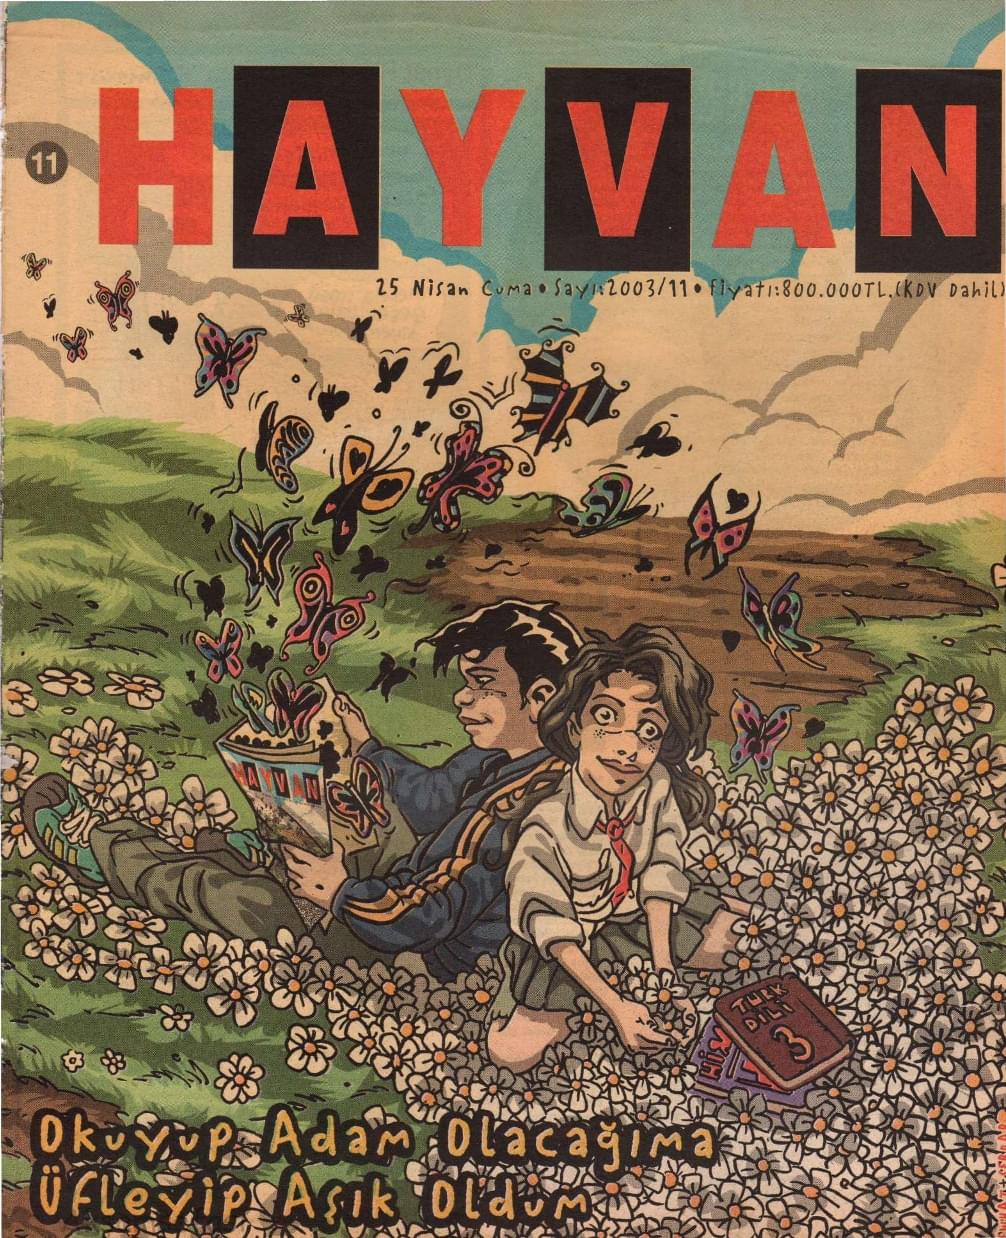 HAYVAN
11
25 Nisan Cuma • Sayı:2003/11 • Fiyatı:800.000TL.(KDV Dahil)
HAYVAN
TÜRK
DİLİ
3
Okuyup Adam Olacağıma
Üfleyip Aşık Oldum